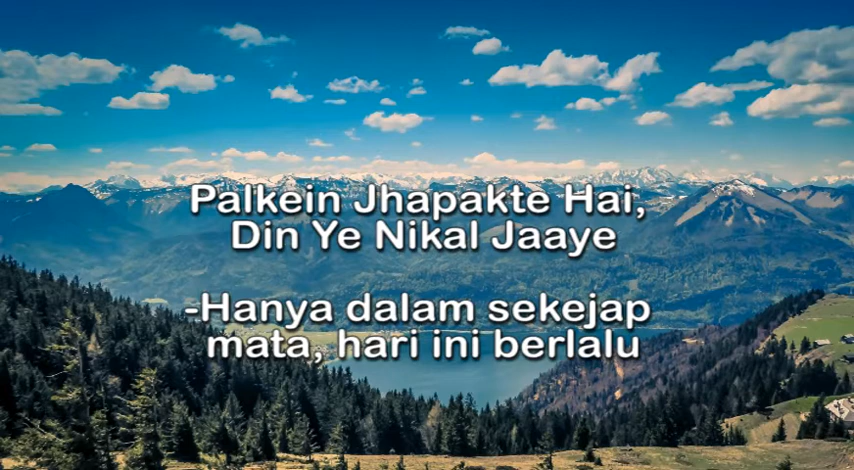 Palkein Jhapakte Hai,
Din Ye Nikal Jaaye
-Hanya dalam sekejap
mata, hari ini berlalu